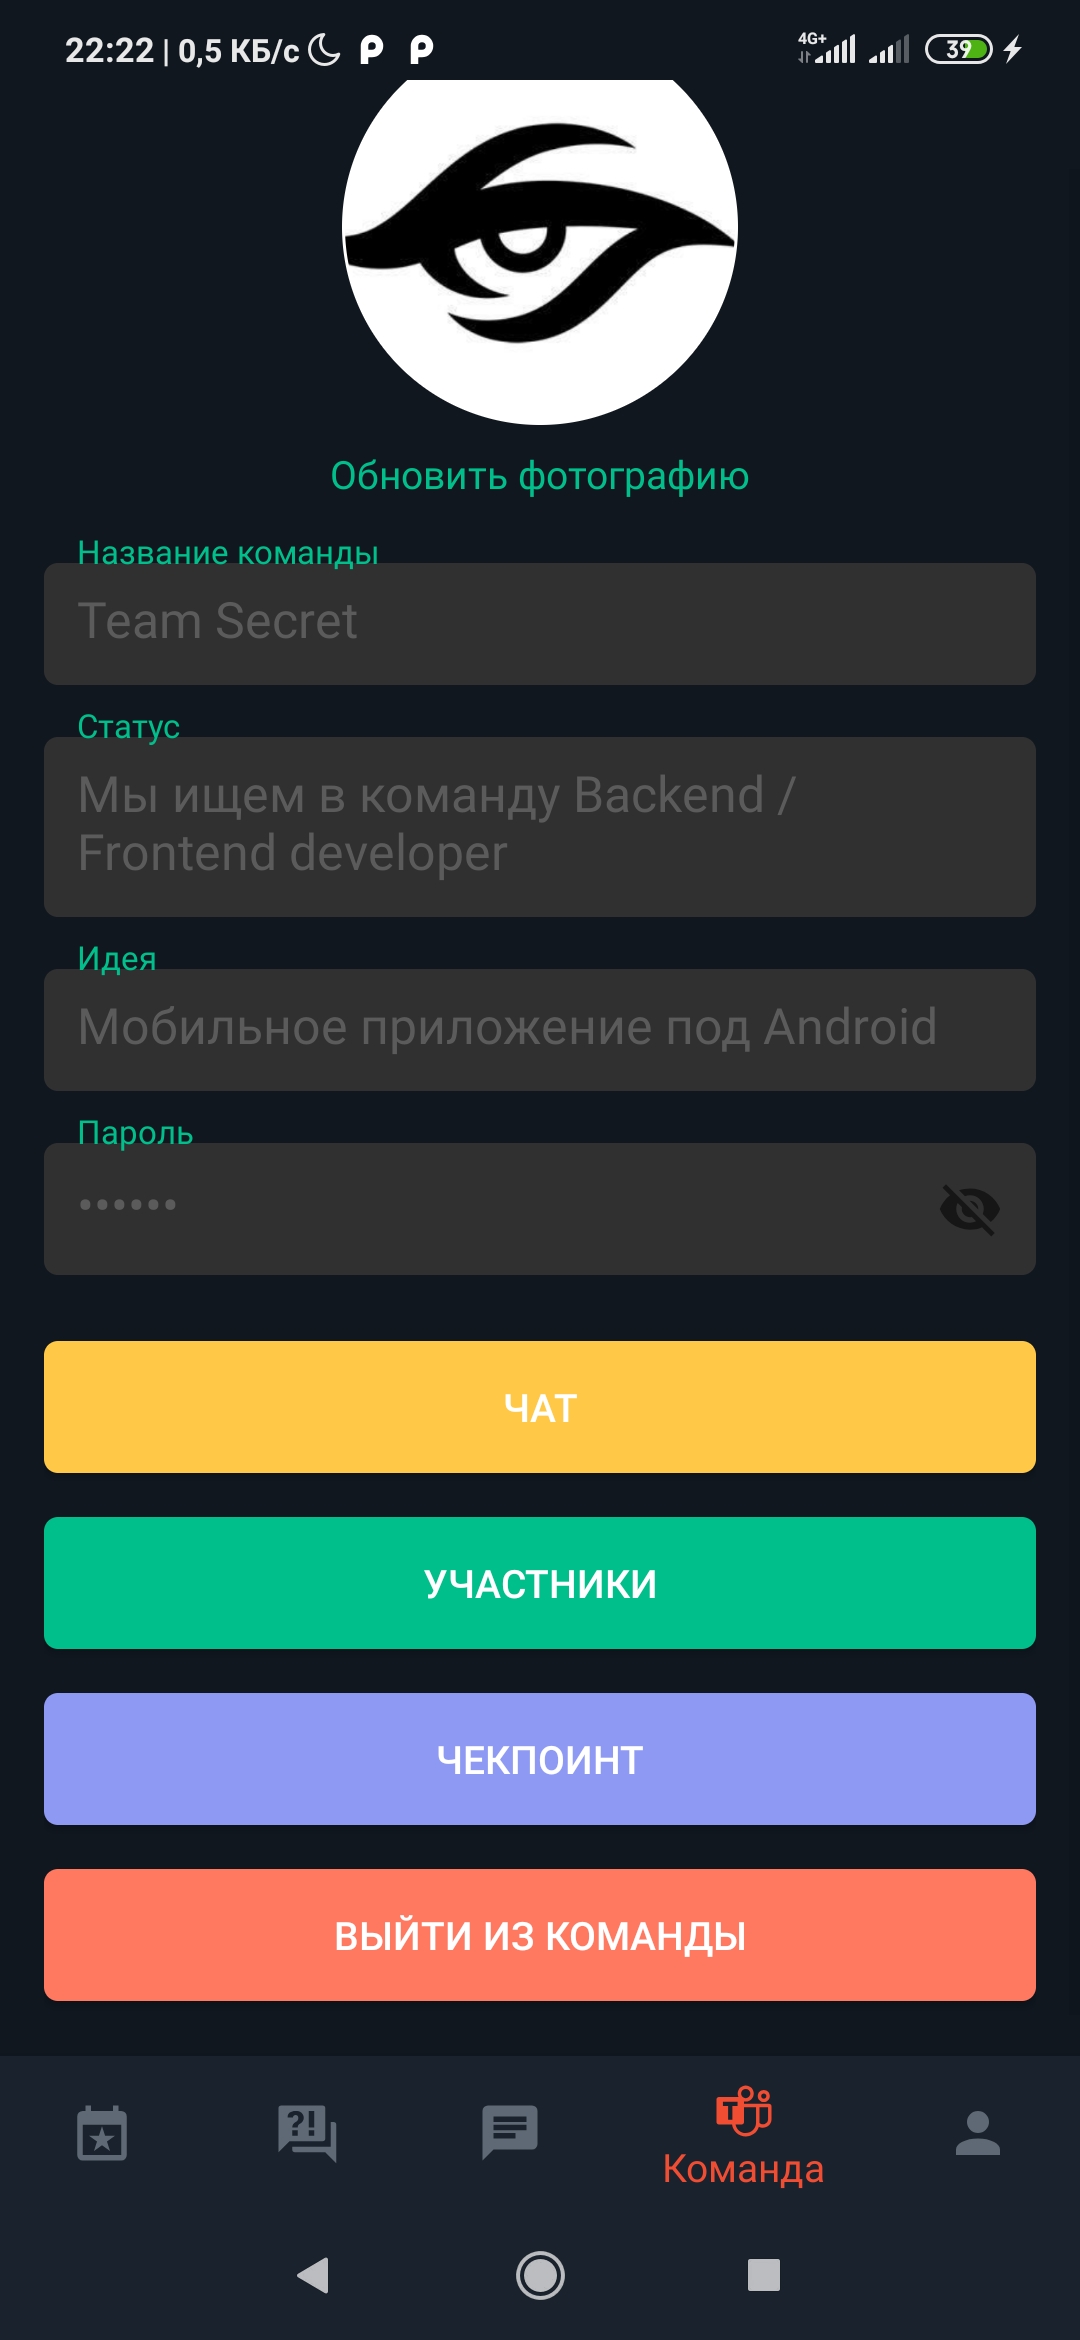 22:22 | 0,5 КБ/с
4G+
39
Обновить фотографию
Название команды
Team Secret
Статус
Мы ищем в команду Backend /
Frontend developer
Идея
Мобильное приложение под Android
Пароль
••••••
ЧАТ
УЧАСТНИКИ
ЧЕКПОИНТ
ВЫЙТИ ИЗ КОМАНДЫ
?!
T
Команда